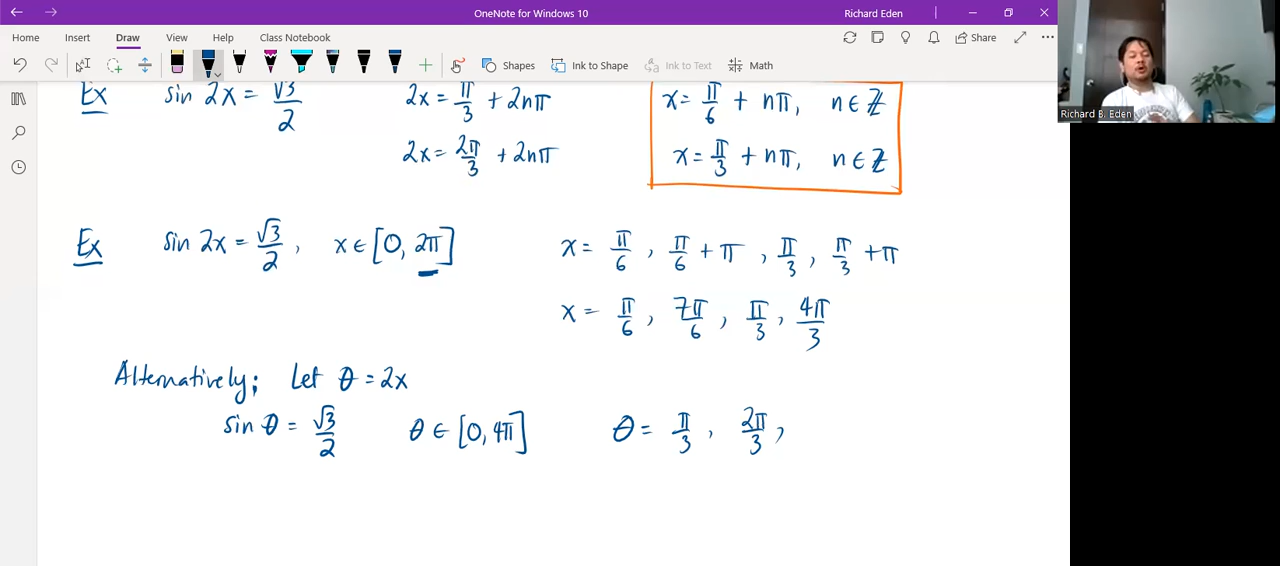 OneNote for Windows 10
Richard Eden
Home Insert Draw View Help Class Notebook
Share
Shapes Ink to Shape Ink to Text Math
Richard B. Eden
Ex sin 2x = √3/2 2x = π/3 + 2nπ x = π/6 + nπ, n ∈ ℤ
2x = 2π/3 + 2nπ x = π/3 + nπ, n ∈ ℤ
Ex sin 2x = √3/2, x ∈ [0, 2π] x = π/6, π/6 + π, π/3, π/3 + π
x = π/6, 7π/6, π/3, 4π/3
Alternatively; Let θ = 2x
sin θ = √3/2 θ ∈ [0, 4π] θ = π/3, 2π/3,